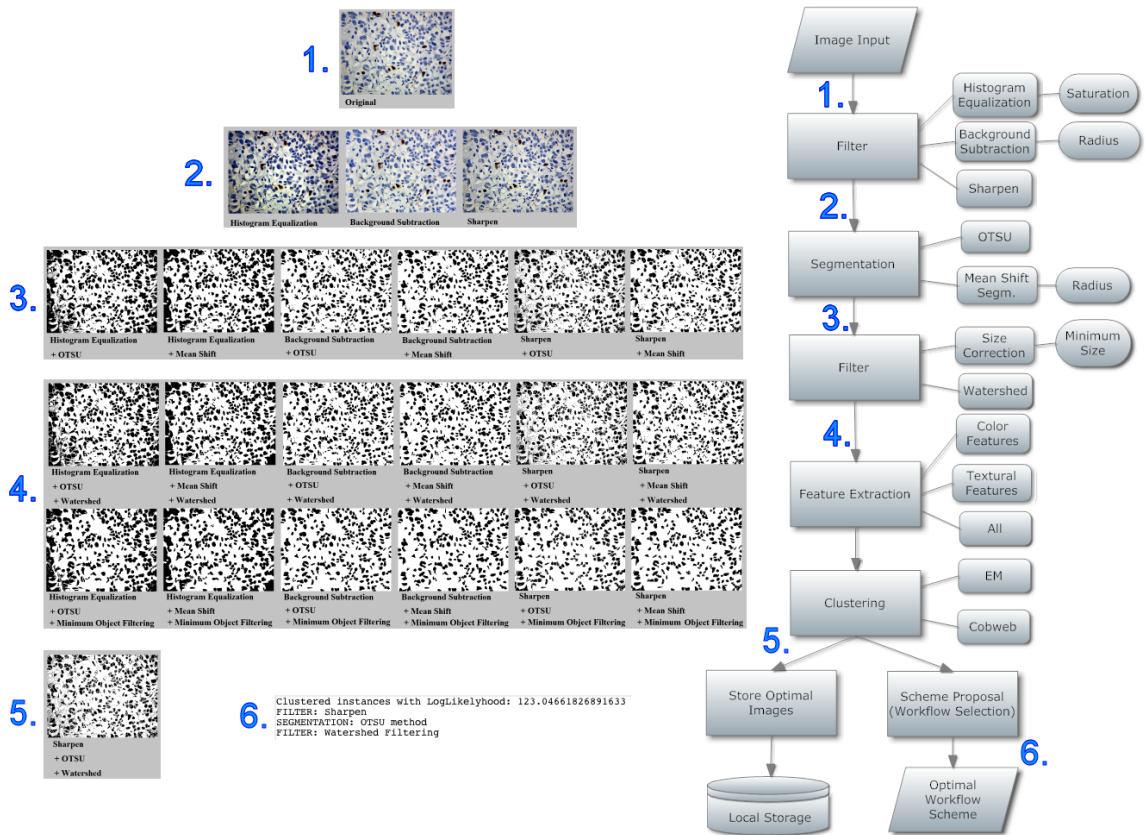 1.
Original
2.
Histogram Equalization
Background Subtraction
Sharpen
3.
Histogram Equalization
+ OTSU
Histogram Equalization
+ Mean Shift
Background Subtraction
+ OTSU
Background Subtraction
+ Mean Shift
Sharpen
+ OTSU
Sharpen
+ Mean Shift
4.
Histogram Equalization
+ OTSU
+ Watershed
Histogram Equalization
+ Mean Shift
+ Watershed
Background Subtraction
+ OTSU
+ Watershed
Background Subtraction
+ Mean Shift
+ Watershed
Sharpen
+ OTSU
+ Watershed
Sharpen
+ Mean Shift
+ Watershed
Histogram Equalization
+ OTSU
+ Minimum Object Filtering
Histogram Equalization
+ Mean Shift
+ Minimum Object Filtering
Background Subtraction
+ OTSU
+ Minimum Object Filtering
Background Subtraction
+ Mean Shift
+ Minimum Object Filtering
Sharpen
+ OTSU
+ Minimum Object Filtering
Sharpen
+ Mean Shift
+ Minimum Object Filtering
5.
Sharpen
+ OTSU
+ Watershed
6.
Clustered instances with LogLikelyhood: 123.04661826891633
FILTER: Sharpen
SEGMENTATION: OTSU method
FILTER: Watershed Filtering
Image Input
1.
Filter
Histogram
Equalization
Saturation
Background
Subtraction
Radius
Sharpen
2.
Segmentation
OTSU
Mean Shift
Segm.
Radius
3.
Filter
Size
Correction
Minimum
Size
Watershed
4.
Feature Extraction
Color
Features
Textural
Features
All
Clustering
EM
Cobweb
5.
Store Optimal
Images
Scheme Proposal
(Workflow Selection)
6.
Local Storage
Optimal
Workflow
Scheme